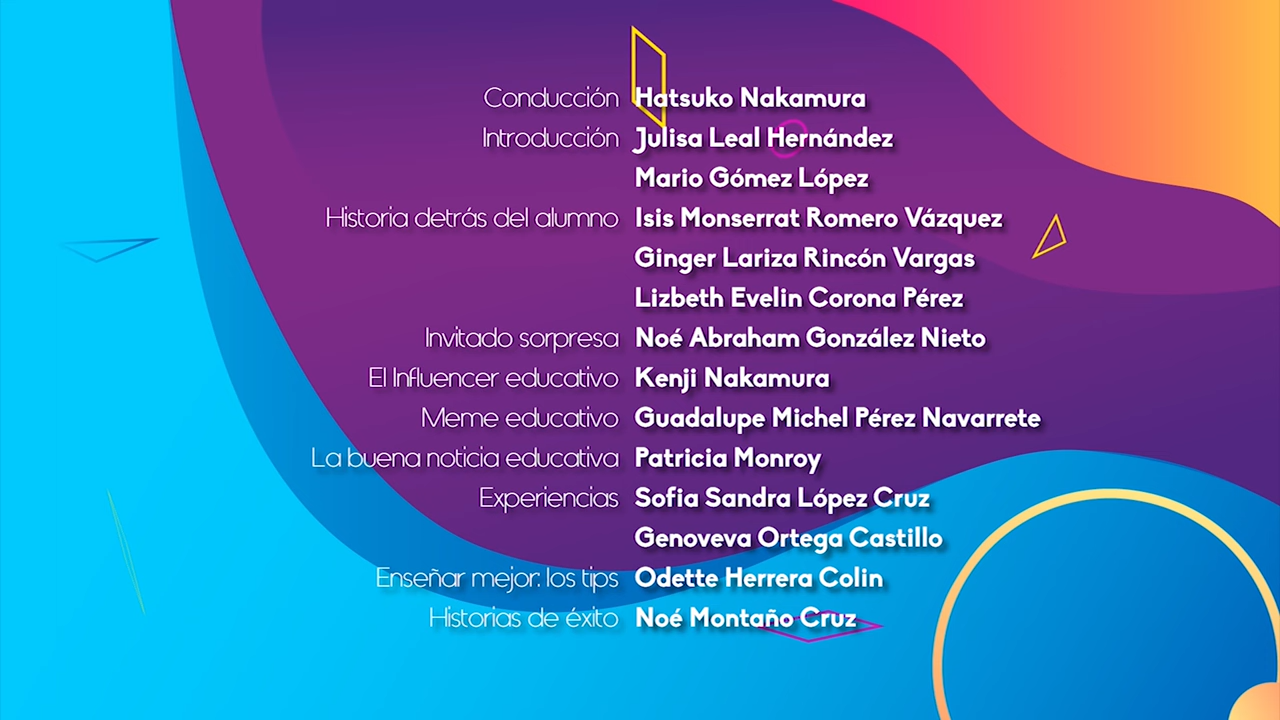 Conducción Hatsuko Nakamura
Introducción Julisa Leal Hernández
Mario Gómez López
Historia detrás del alumno Isis Monserrat Romero Vázquez
Ginger Lariza Rincón Vargas
Lizbeth Evelin Corona Pérez
Invitado sorpresa Noé Abraham González Nieto
El Influencer educativo Kenji Nakamura
Meme educativo Guadalupe Michel Pérez Navarrete
La buena noticia educativa Patricia Monroy
Experiencias Sofia Sandra López Cruz
Genoveva Ortega Castillo
Enseñar mejor: los tips Odette Herrera Colin
Historias de éxito Noé Montaño Cruz